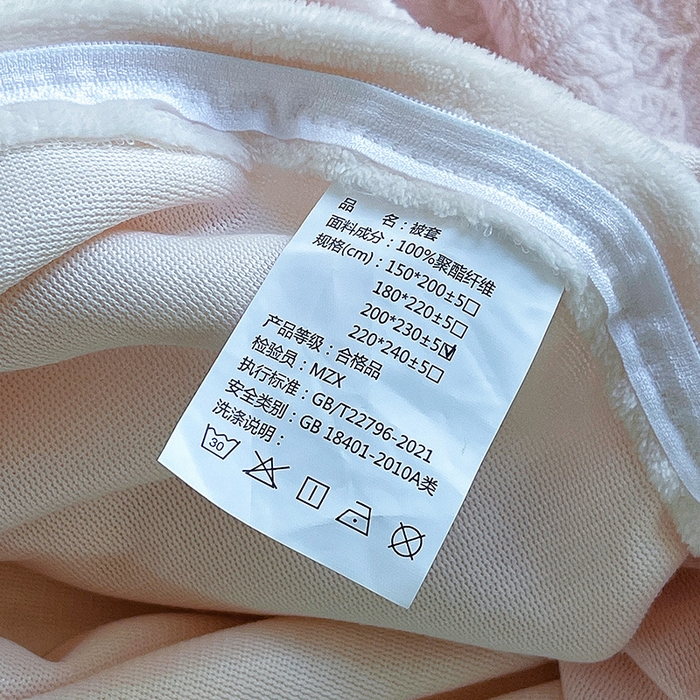 品 名：被套
面料成分：100%聚酯纤维
规格(cm)：150*200±5□
180*220±5□
200*230±5☑
220*240±5□
产品等级：合格品
检验员：MZX
执行标准：GB/T22796-2021
安全类别：GB 18401-2010A类
洗涤说明：
30